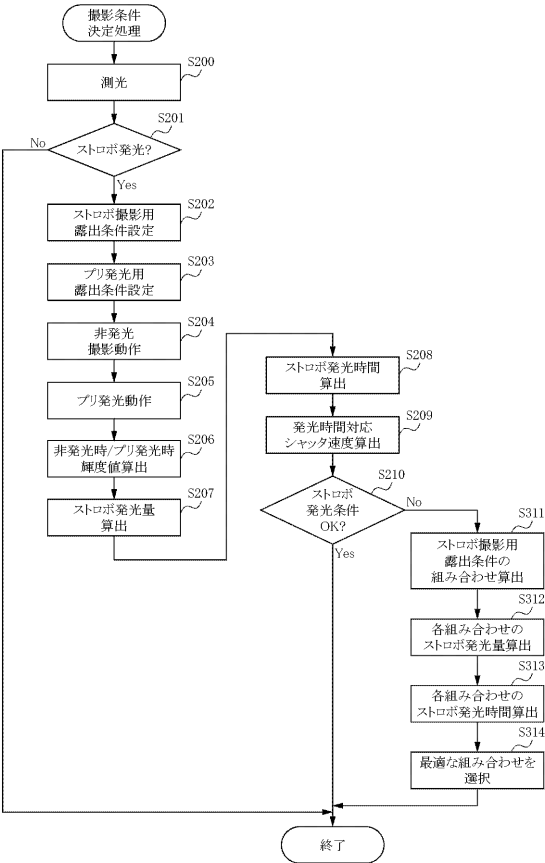 撮影条件
決定処理
S200
測光
S201
ストロボ発光?
No
Yes
S202
ストロボ撮影用
露出条件設定
S203
プリ発光用
露出条件設定
S204
非発光
撮影動作
S205
プリ発光動作
S206
非発光時/プリ発光時
輝度値算出
S207
ストロボ発光量
算出
S208
ストロボ発光時間
算出
S209
発光時間対応
シャッタ速度算出
S210
ストロボ
発光条件
OK?
No
Yes
S311
ストロボ撮影用
露出条件の
組み合わせ算出
S312
各組み合わせの
ストロボ発光量算出
S313
各組み合わせの
ストロボ発光時間算出
S314
最適な組み合わせを
選択
終了